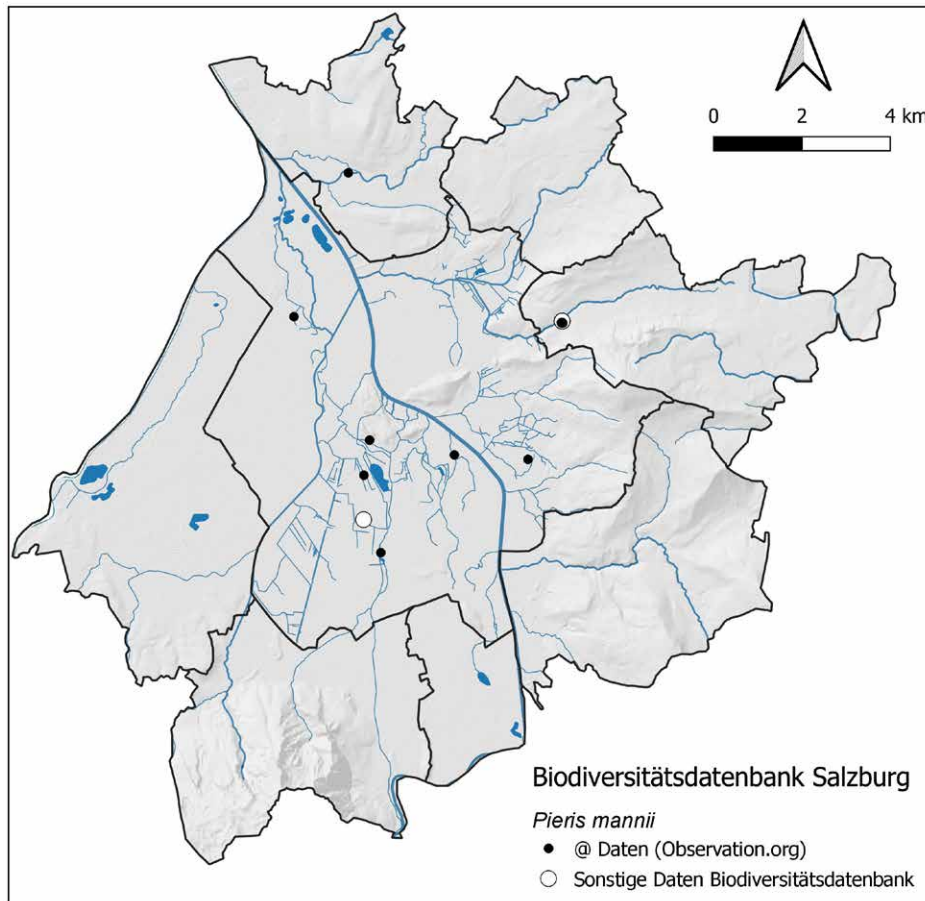 0 2 4 km
Biodiversitätsdatenbank Salzburg
Pieris mannii
@ Daten (Observation.org)
Sonstige Daten Biodiversitätsdatenbank